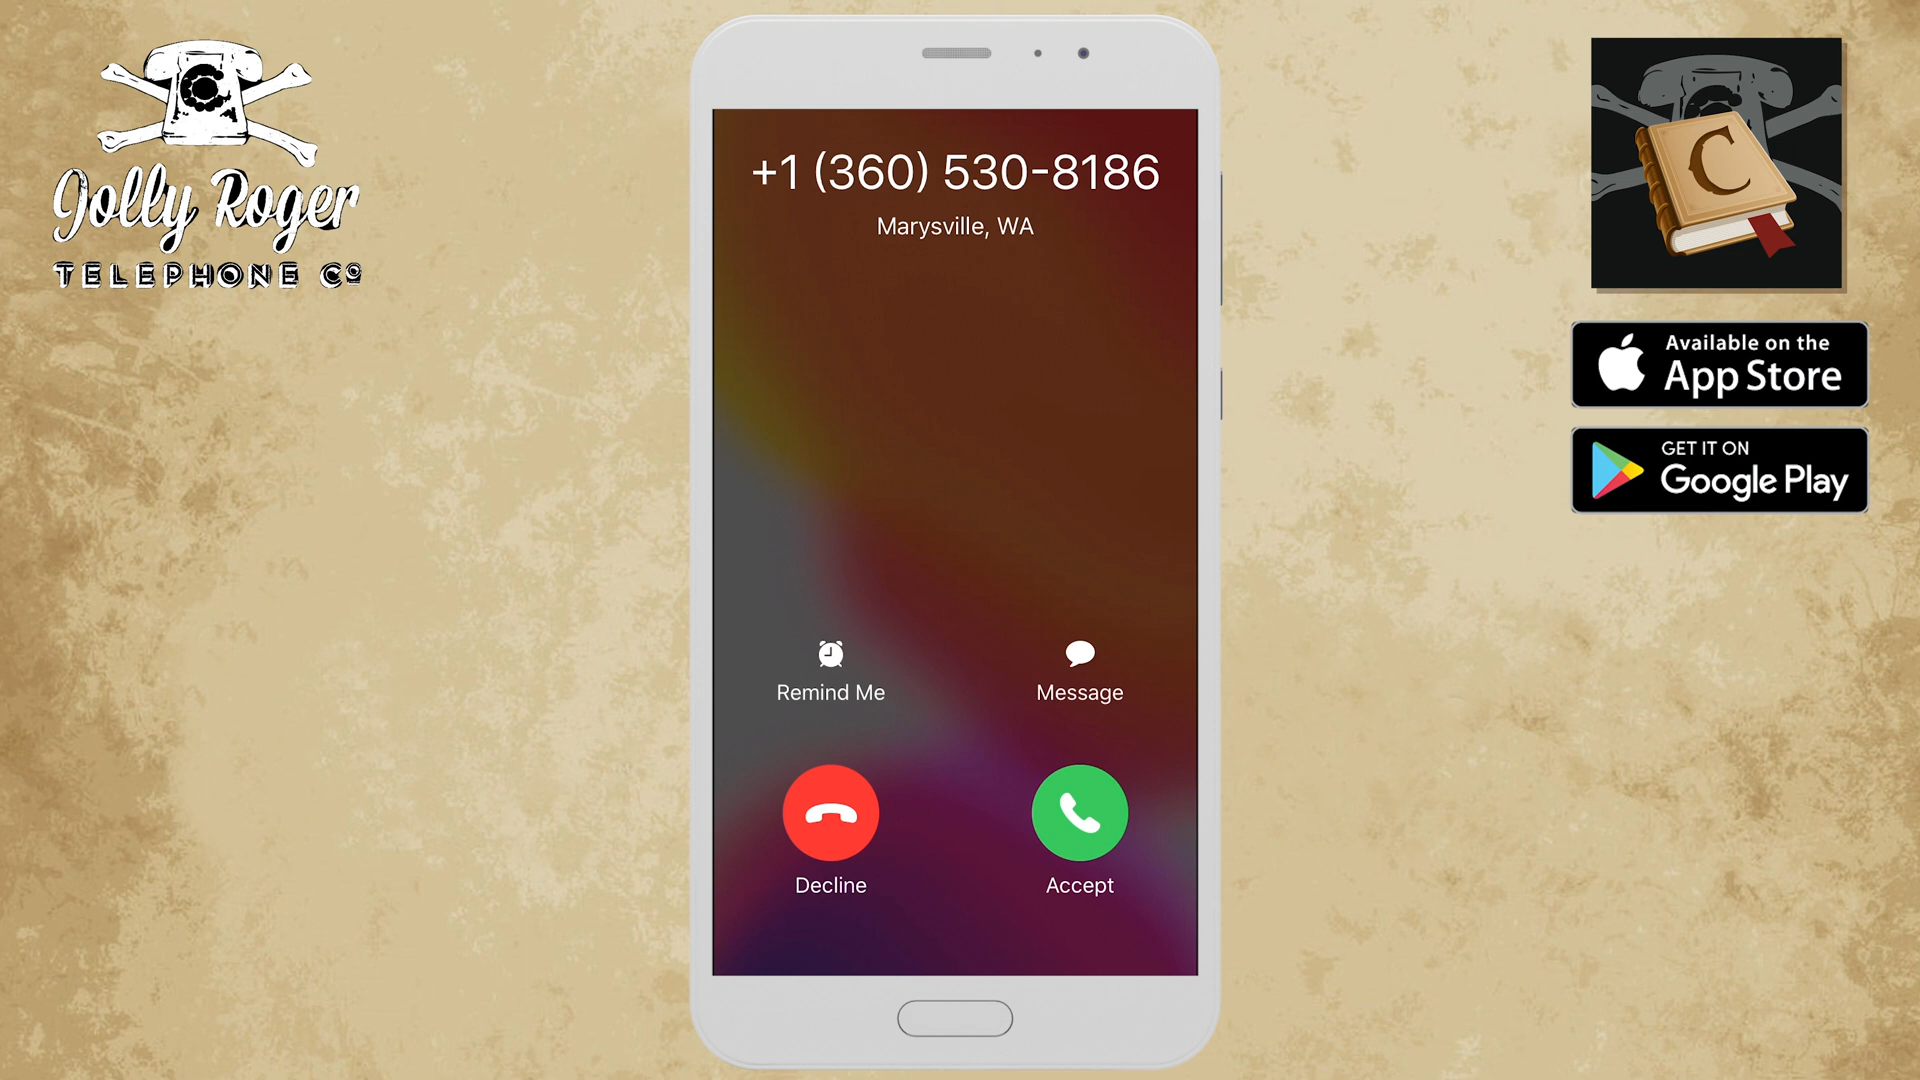 Jolly Roger
TELEPHONE Cº
+1 (360) 530-8186
Marysville, WA
Remind Me
Message
Decline
Accept
C
Available on the
App Store
GET IT ON
Google Play